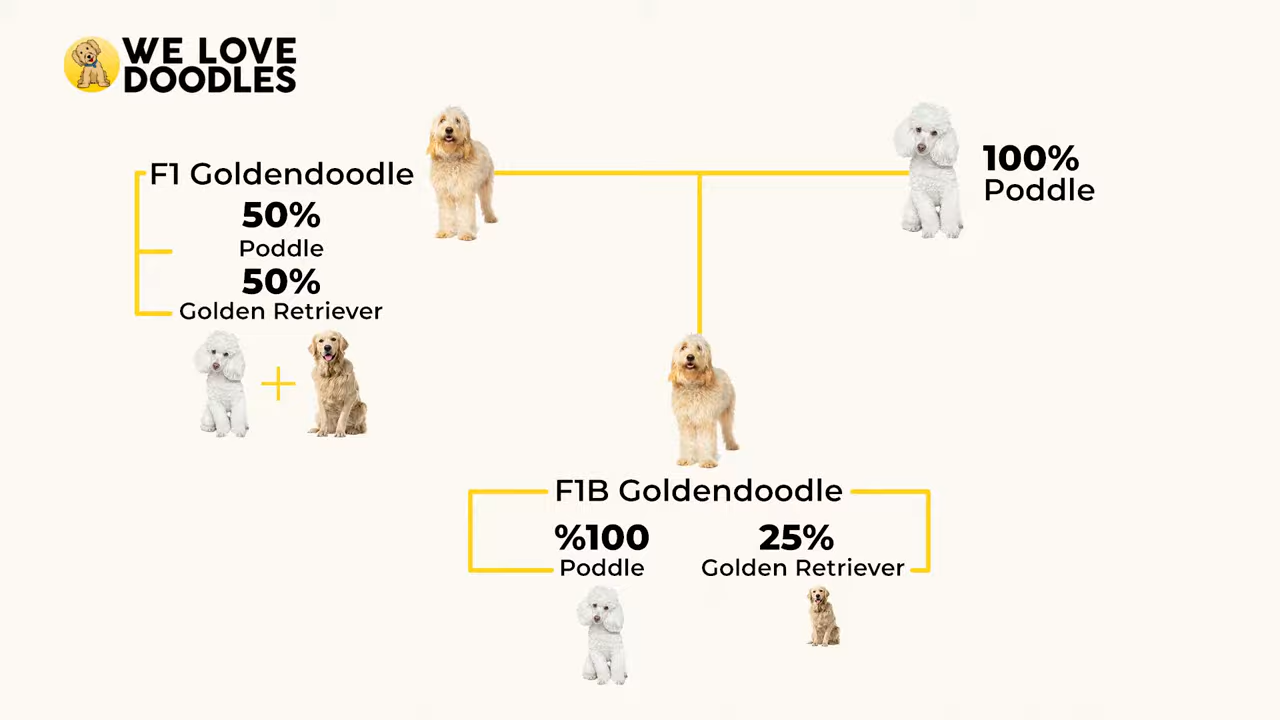 WE LOVE
DOODLES
F1 Goldendoodle
50%
Poddle
50%
Golden Retriever
100%
Poddle
F1B Goldendoodle
%100
Poddle
25%
Golden Retriever